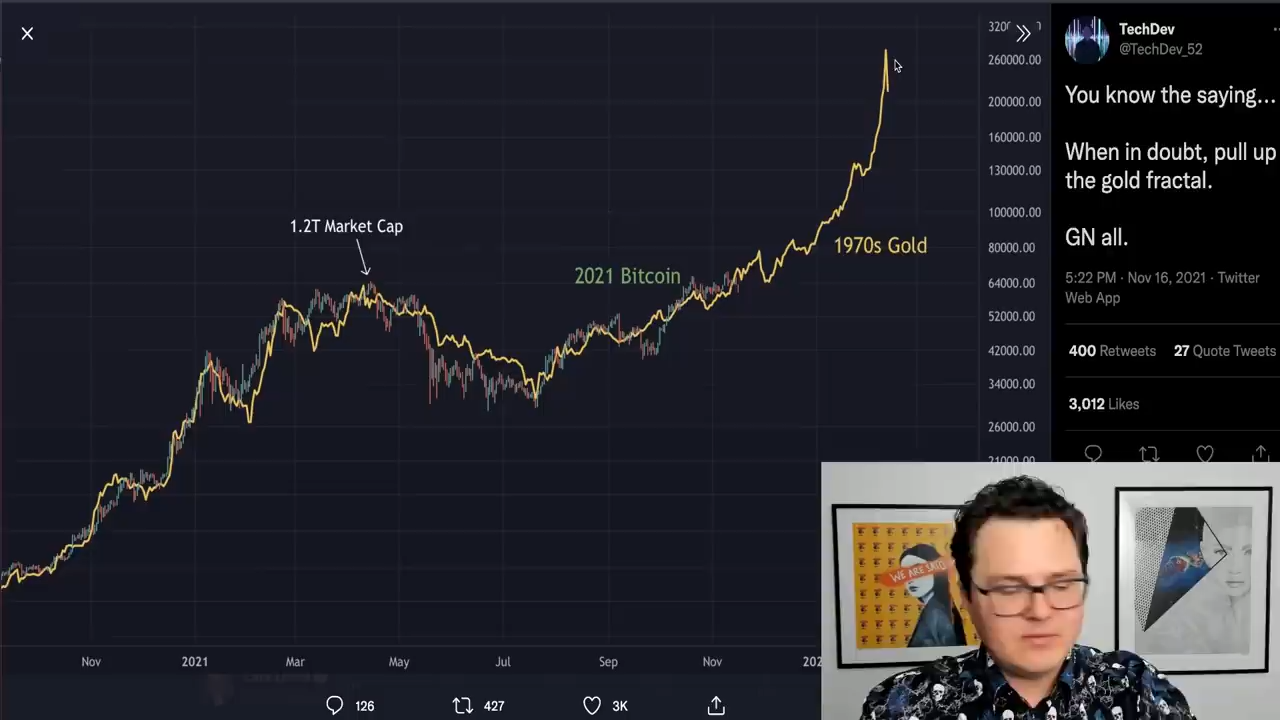 1.2T Market Cap
2021 Bitcoin
1970s Gold
260000.00
200000.00
160000.00
130000.00
100000.00
80000.00
64000.00
52000.00
42000.00
34000.00
26000.00
21000.00
Nov
2021
Mar
May
Jul
Sep
Nov
126
427
3K
TechDev
@TechDev_52
You know the saying...
When in doubt, pull up
the gold fractal.
GN all.
5:22 PM · Nov 16, 2021 · Twitter
Web App
400 Retweets 27 Quote Tweets
3,012 Likes
WE ARE SAID